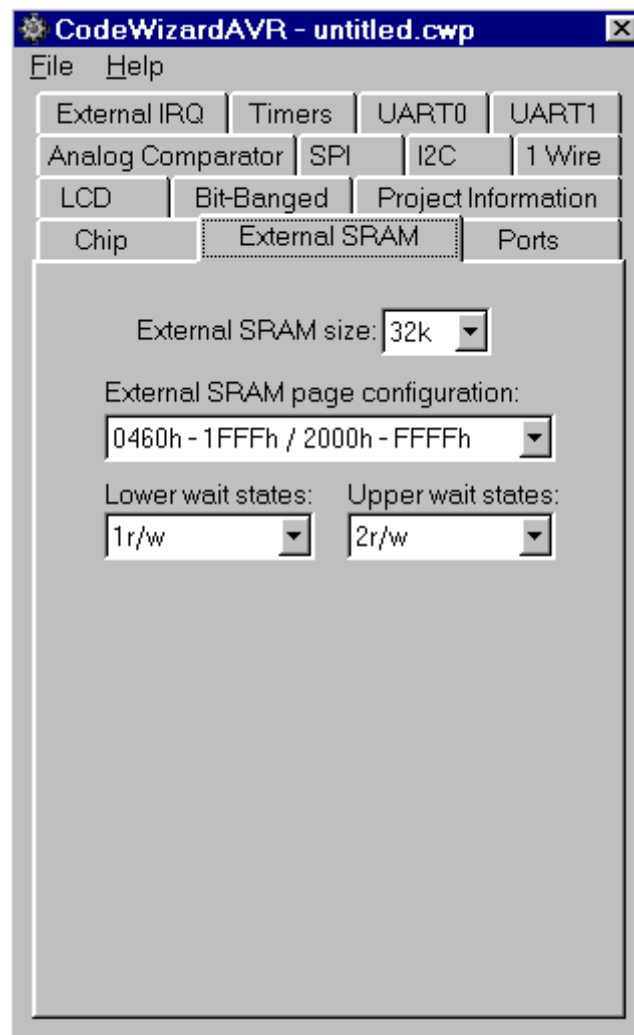 CodeWizardAVR - untitled.cwp
File Help
External IRQ Timers UART0 UART1
Analog Comparator SPI I2C 1 Wire
LCD Bit-Banged Project Information
Chip External SRAM Ports
External SRAM size: 32k
External SRAM page configuration:
0460h - 1FFFh / 2000h - FFFFh
Lower wait states: Upper wait states:
1r/w 2r/w